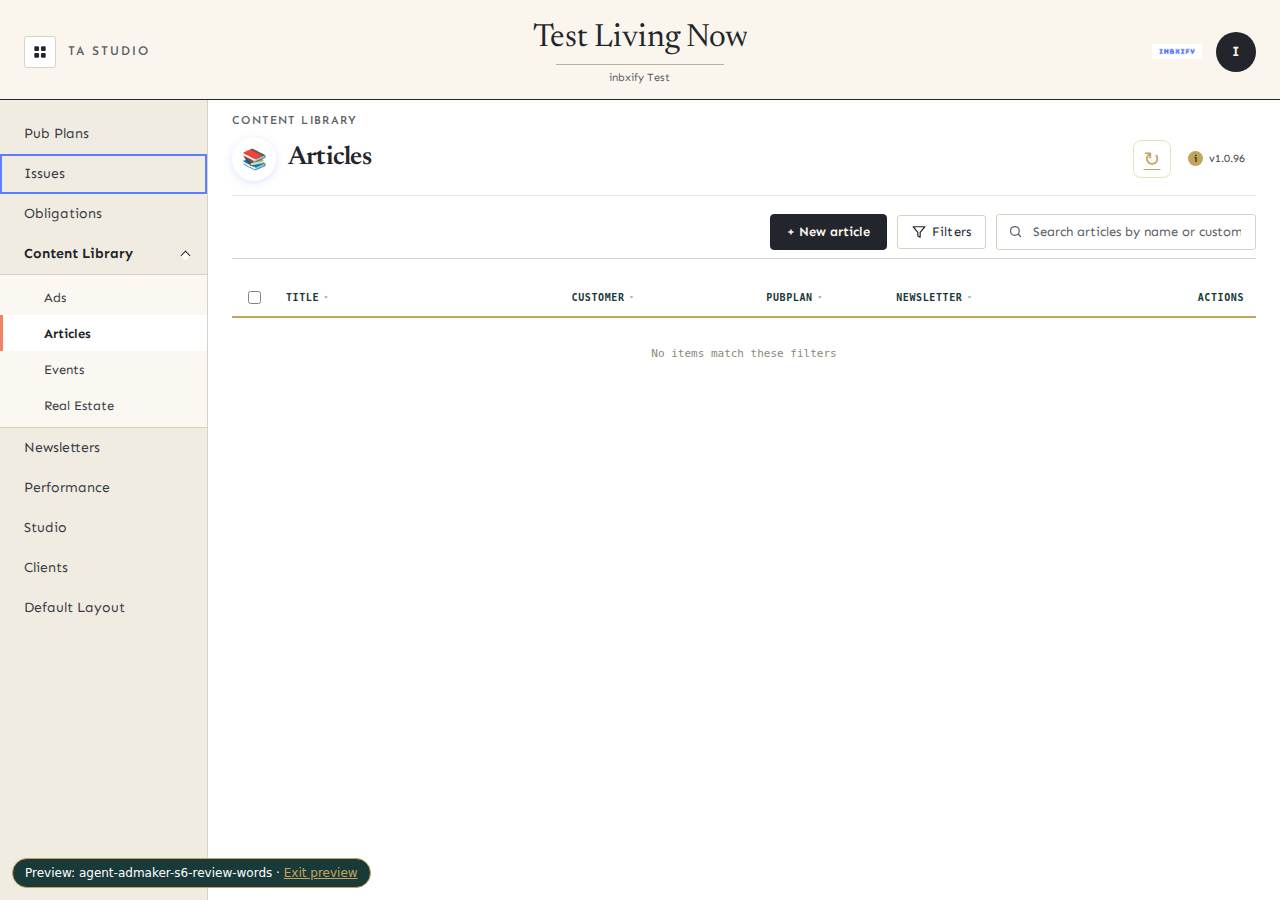 TA STUDIO
Test Living Now
inbxify Test
INBXIFY
I
Pub Plans
Issues
Obligations
Content Library
Ads
Articles
Events
Real Estate
Newsletters
Performance
Studio
Clients
Default Layout
CONTENT LIBRARY
Articles
v1.0.96
+ New article
Filters
Search articles by name or custom
TITLE
CUSTOMER
PUBPLAN
NEWSLETTER
ACTIONS
No items match these filters
Preview: agent-admaker-s6-review-words · Exit preview